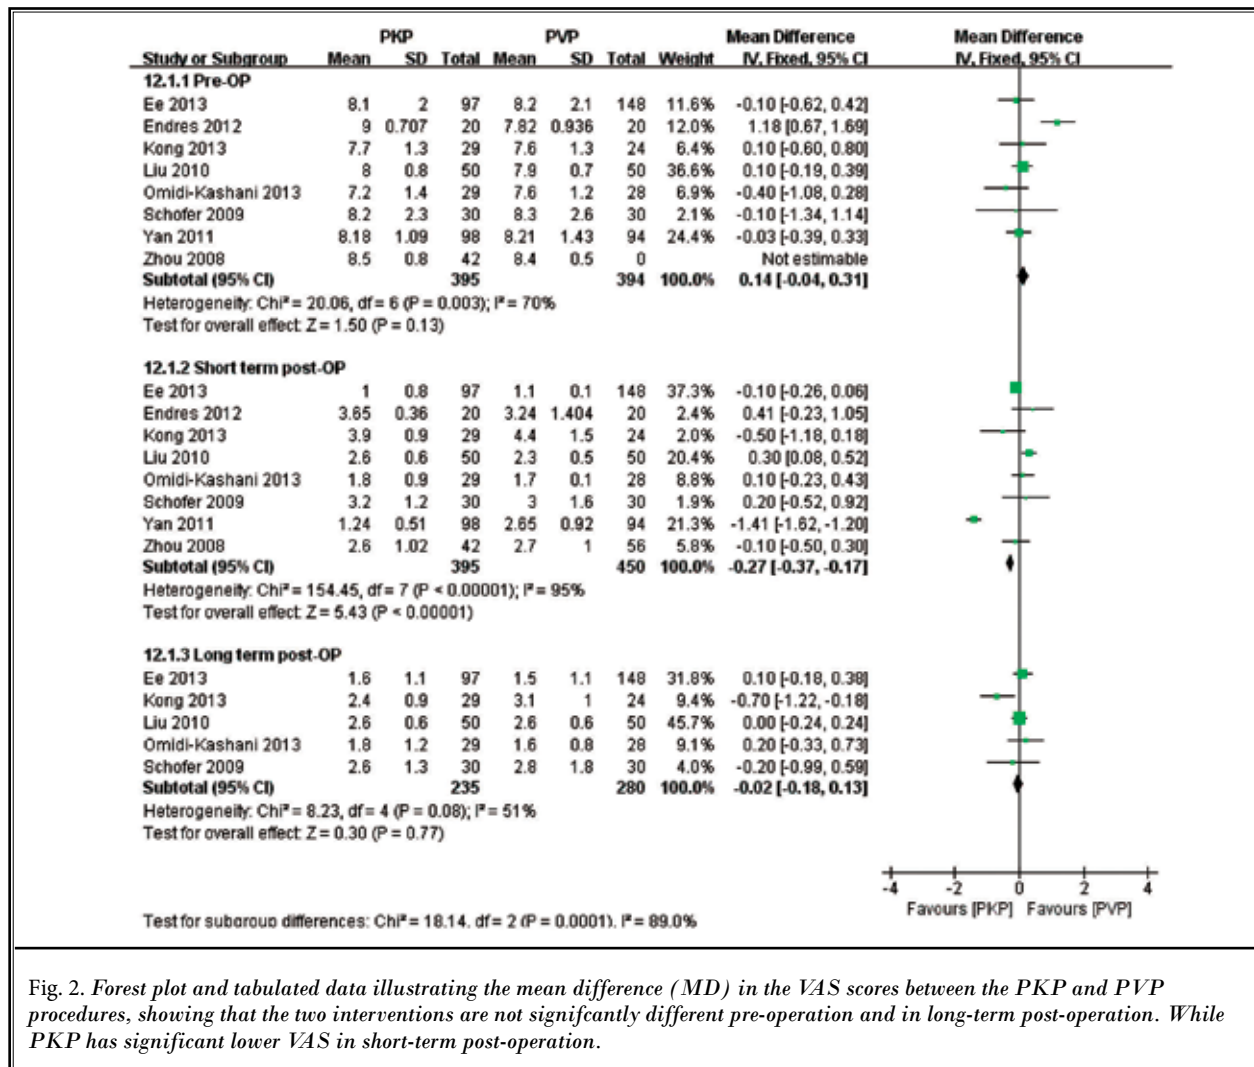 PKP PVP Mean Difference Mean Difference
Study or Subgroup Mean SD Total Mean SD Total Weight IV, Fixed, 95% CI IV, Fixed, 95% CI
12.1.1 Pre-OP
Ee 2013 8.1 2 97 8.2 2.1 148 11.6% -0.10 [-0.62, 0.42]
Endres 2012 9 0.707 20 7.82 0.936 20 12.0% 1.18 [0.67, 1.69]
Kong 2013 7.7 1.3 29 7.6 1.3 24 6.4% 0.10 [-0.60, 0.80]
Liu 2010 8 0.8 50 7.9 0.7 50 36.6% 0.10 [-0.19, 0.39]
Omidi-Kashani 2013 7.2 1.4 29 7.6 1.2 28 6.9% -0.40 [-1.08, 0.28]
Schofer 2009 8.2 2.3 30 8.3 2.6 30 2.1% -0.10 [-1.34, 1.14]
Yan 2011 8.18 1.09 98 8.21 1.43 94 24.4% -0.03 [-0.39, 0.33]
Zhou 2008 8.5 0.8 42 8.4 0.5 0 Not estimable
Subtotal (95% CI) 395 394 100.0% 0.14 [-0.04, 0.31]
Heterogeneity: Chi² = 20.06, df = 6 (P = 0.003); I² = 70%
Test for overall effect: Z = 1.50 (P = 0.13)
12.1.2 Short term post-OP
Ee 2013 1 0.8 97 1.1 0.1 148 37.3% -0.10 [-0.26, 0.06]
Endres 2012 3.65 0.36 20 3.24 1.404 20 2.4% 0.41 [-0.23, 1.05]
Kong 2013 3.9 0.9 29 4.4 1.5 24 2.0% -0.50 [-1.18, 0.18]
Liu 2010 2.6 0.6 50 2.3 0.5 50 20.4% 0.30 [0.08, 0.52]
Omidi-Kashani 2013 1.8 0.9 29 1.7 0.1 28 8.8% 0.10 [-0.23, 0.43]
Schofer 2009 3.2 1.2 30 3 1.6 30 1.9% 0.20 [-0.52, 0.92]
Yan 2011 1.24 0.51 98 2.65 0.92 94 21.3% -1.41 [-1.62, -1.20]
Zhou 2008 2.6 1.02 42 2.7 1 56 5.8% -0.10 [-0.50, 0.30]
Subtotal (95% CI) 395 450 100.0% -0.27 [-0.37, -0.17]
Heterogeneity: Chi² = 154.45, df = 7 (P < 0.00001); I² = 95%
Test for overall effect: Z = 5.43 (P < 0.00001)
12.1.3 Long term post-OP
Ee 2013 1.6 1.1 97 1.5 1.1 148 31.8% 0.10 [-0.18, 0.38]
Kong 2013 2.4 0.9 29 3.1 1 24 9.4% -0.70 [-1.22, -0.18]
Liu 2010 2.6 0.6 50 2.6 0.6 50 45.7% 0.00 [-0.24, 0.24]
Omidi-Kashani 2013 1.8 1.2 29 1.6 0.8 28 9.1% 0.20 [-0.33, 0.73]
Schofer 2009 2.6 1.3 30 2.8 1.8 30 4.0% -0.20 [-0.99, 0.59]
Subtotal (95% CI) 235 280 100.0% -0.02 [-0.18, 0.13]
Heterogeneity: Chi² = 8.23, df = 4 (P = 0.08); I² = 51%
Test for overall effect: Z = 0.30 (P = 0.77)
-4 -2 0 2 4
Favours [PKP] Favours [PVP]
Test for subgroup differences: Chi² = 18.14, df = 2 (P = 0.0001), I² = 89.0%
Fig. 2. Forest plot and tabulated data illustrating the mean difference (MD) in the VAS scores between the PKP and PVP
procedures, showing that the two interventions are not signifcantly different pre-operation and in long-term post-operation. While
PKP has significant lower VAS in short-term post-operation.